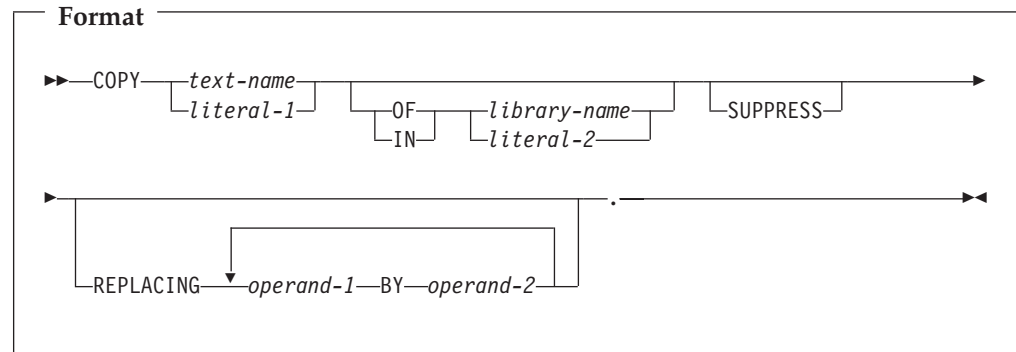 Format
COPY text-name OF library-name SUPPRESS
literal-1 IN literal-2
.
REPLACING operand-1 BY operand-2